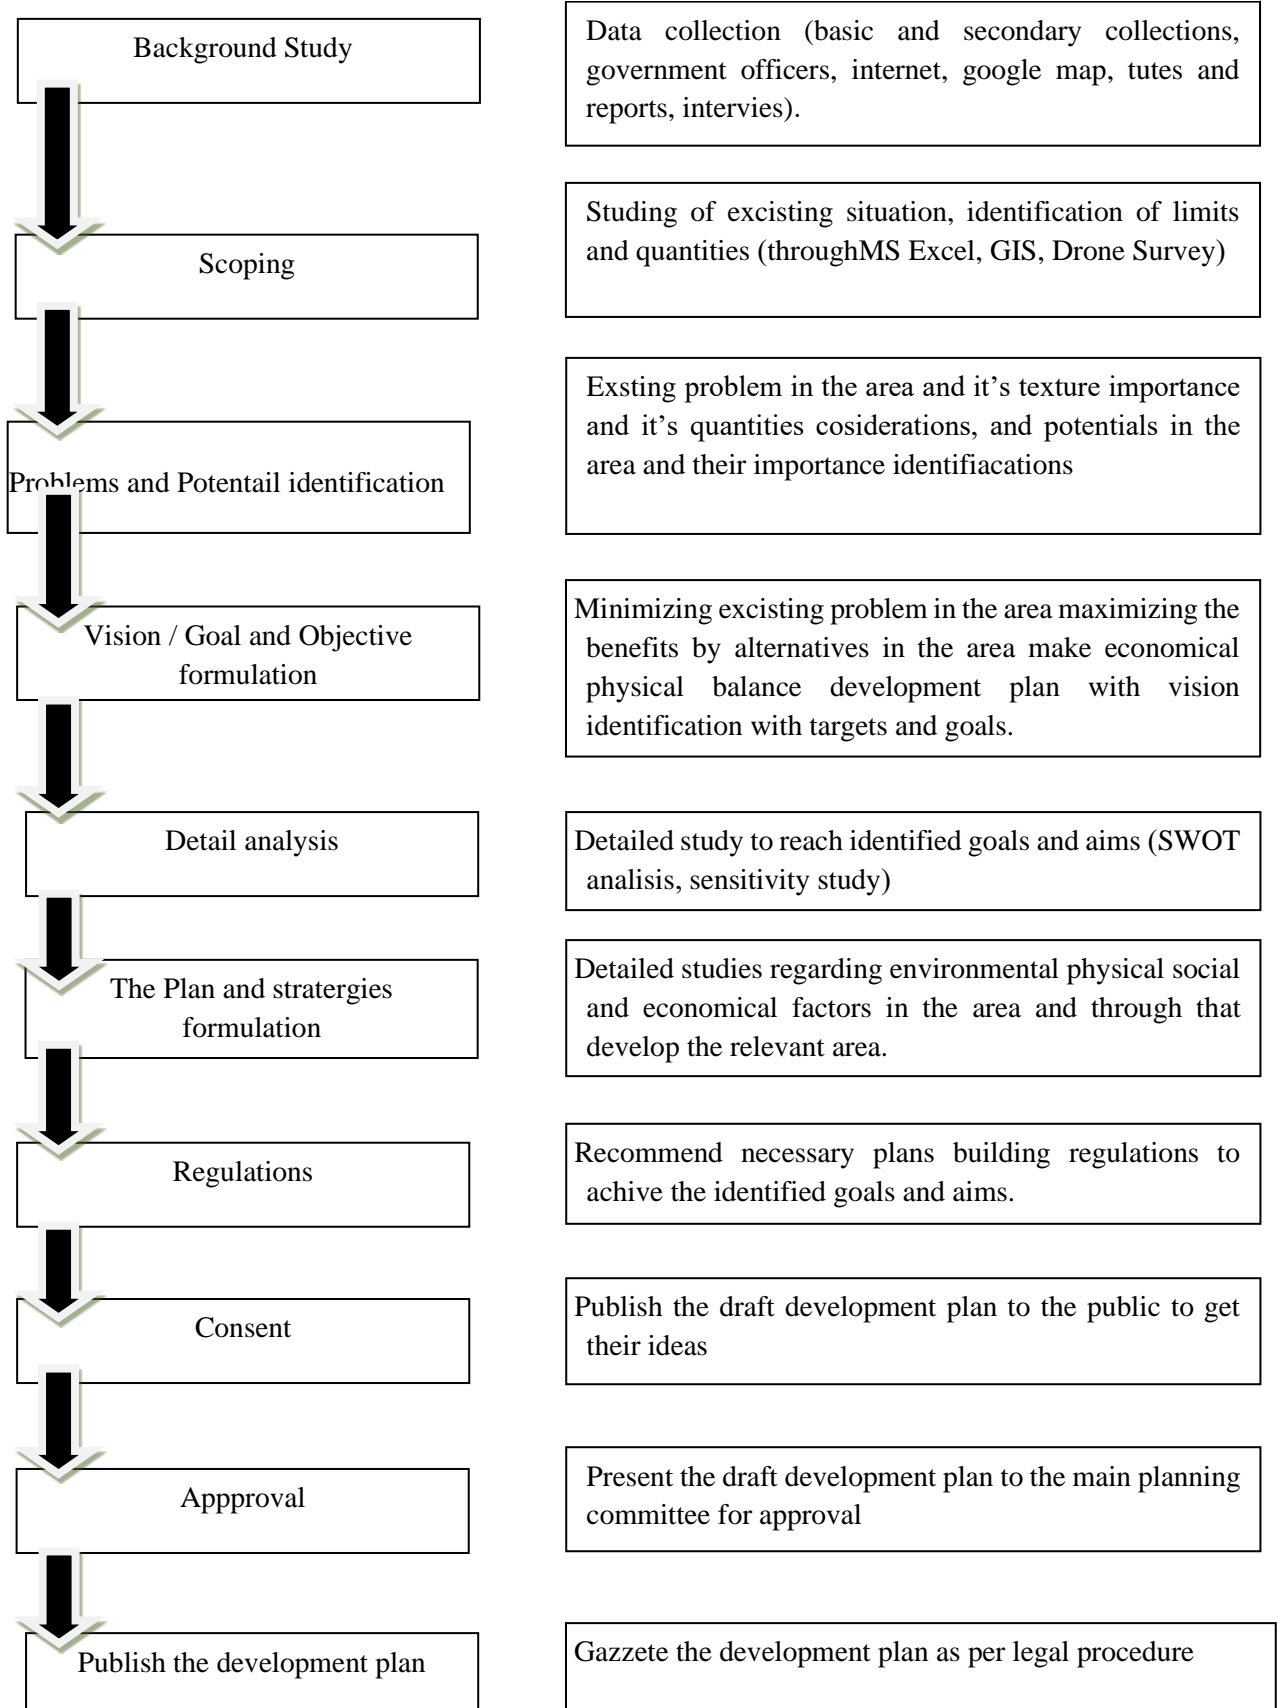 Background Study
Data collection (basic and secondary collections,
government officers, internet, google map, tutes and
reports, intervies).
Scoping
Studing of excisting situation, identification of limits
and quantities (throughMS Excel, GIS, Drone Survey)
Problems and Potentail identification
Exsting problem in the area and it’s texture importance
and it’s quantities cosiderations, and potentials in the
area and their importance identifiacations
Vision / Goal and Objective
formulation
Minimizing excisting problem in the area maximizing the
benefits by alternatives in the area make economical
physical balance development plan with vision
identification with targets and goals.
Detail analysis
Detailed study to reach identified goals and aims (SWOT
analisis, sensitivity study)
The Plan and stratergies
formulation
Detailed studies regarding environmental physical social
and economical factors in the area and through that
develop the relevant area.
Regulations
Recommend necessary plans building regulations to
achive the identified goals and aims.
Consent
Publish the draft development plan to the public to get
their ideas
Appproval
Present the draft development plan to the main planning
committee for approval
Publish the development plan
Gazzete the development plan as per legal procedure